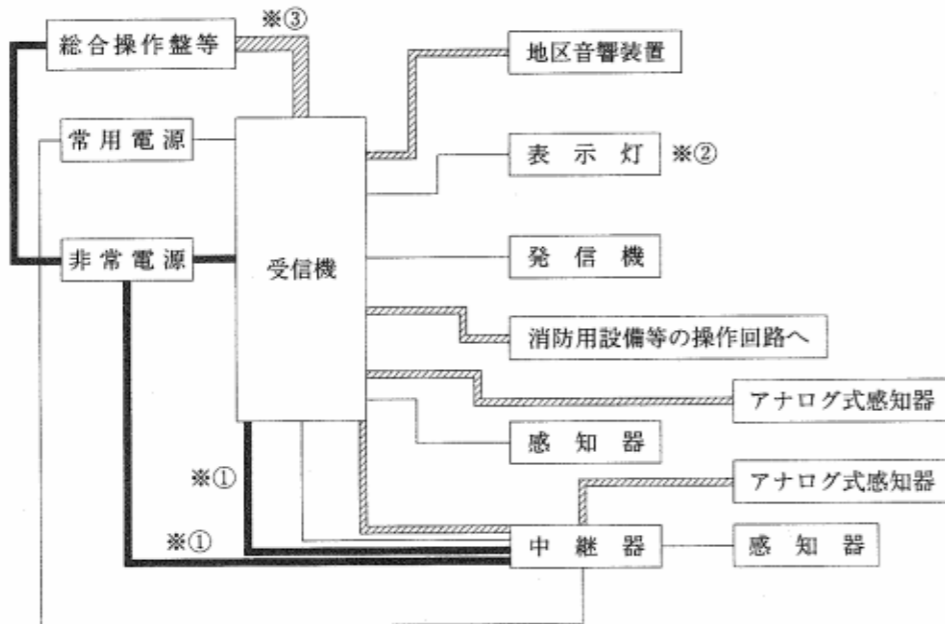 ※③
総合操作盤等
地区音響装置
常用電源
表示灯 ※②
非常電源
受信機
発信機
消防用設備等の操作回路へ
アナログ式感知器
感知器
※①
アナログ式感知器
※①
中継器
感知器